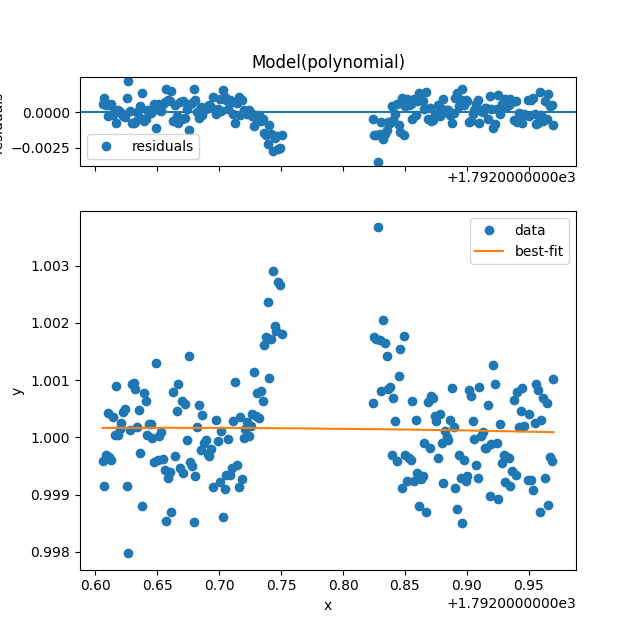 Model(polynomial)
0.0000
−0.0025
residuals
+1.7920000000e3
1.003
1.002
1.001
1.000
0.999
0.998
y
data
best-fit
0.60 0.65 0.70 0.75 0.80 0.85 0.90 0.95
x
+1.7920000000e3